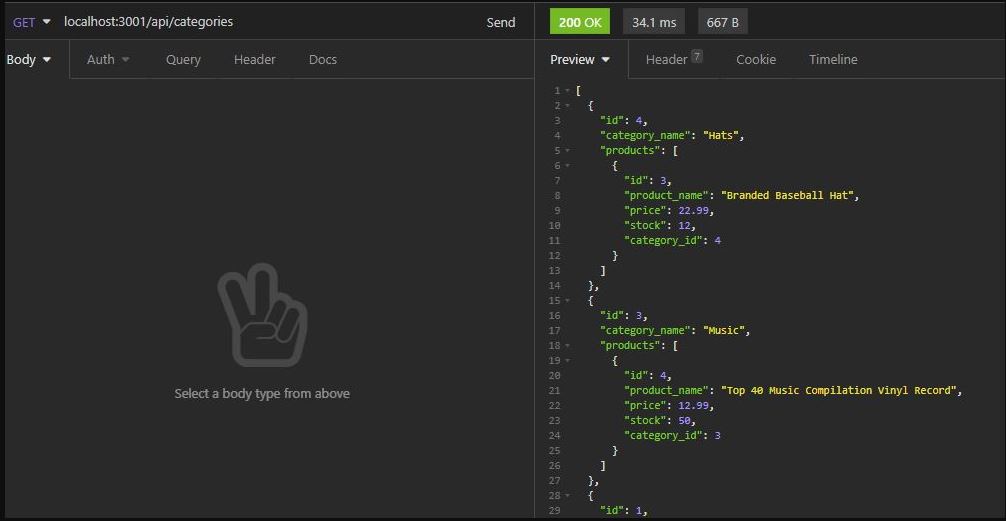 GET localhost:3001/api/categories Send 200 OK 34.1 ms 667 B
Body Auth Query Header Docs Preview Header 7 Cookie Timeline
Select a body type from above
1 [
2 {
3 "id": 4,
4 "category_name": "Hats",
5 "products": [
6 {
7 "id": 3,
8 "product_name": "Branded Baseball Hat",
9 "price": 22.99,
10 "stock": 12,
11 "category_id": 4
12 }
13 ]
14 },
15 {
16 "id": 3,
17 "category_name": "Music",
18 "products": [
19 {
20 "id": 4,
21 "product_name": "Top 40 Music Compilation Vinyl Record",
22 "price": 12.99,
23 "stock": 50,
24 "category_id": 3
25 }
26 ]
27 },
28 {
29 "id": 1,